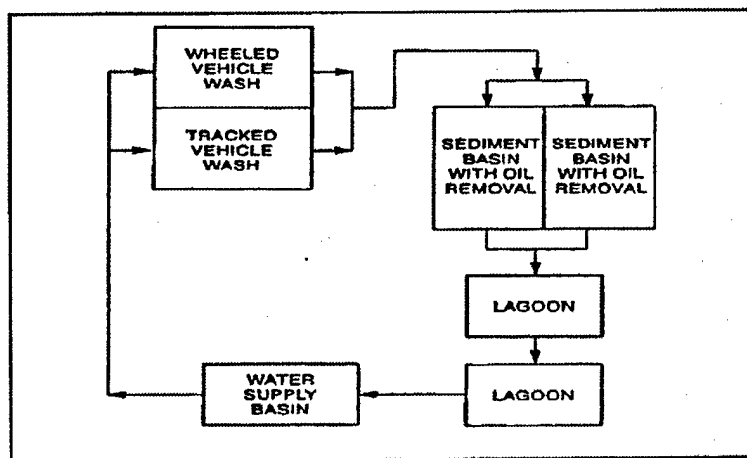 WHEELED
VEHICLE
WASH
TRACKED
VEHICLE
WASH
SEDIMENT
BASIN
WITH OIL
REMOVAL
SEDIMENT
BASIN
WITH OIL
REMOVAL
LAGOON
LAGOON
WATER
SUPPLY
BASIN